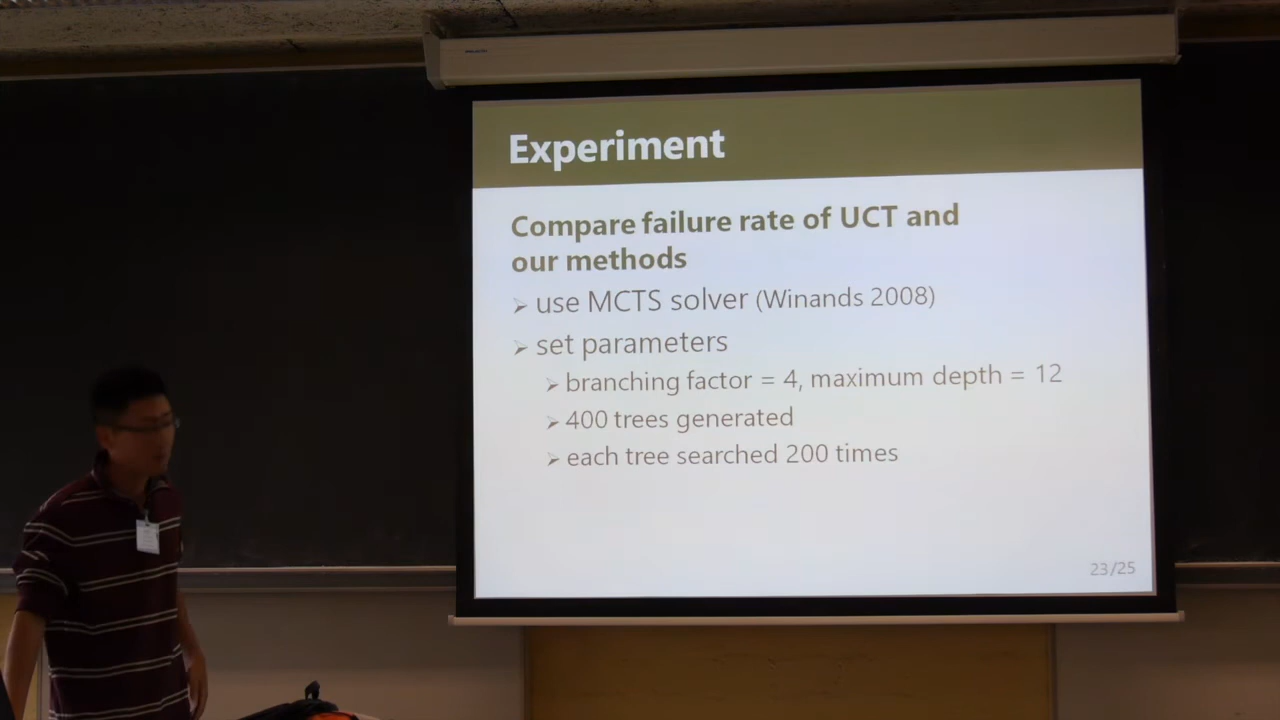 Experiment
Compare failure rate of UCT and
our methods
➢ use MCTS solver (Winands 2008)
➢ set parameters
➢ branching factor = 4, maximum depth = 12
➢ 400 trees generated
➢ each tree searched 200 times
23/25